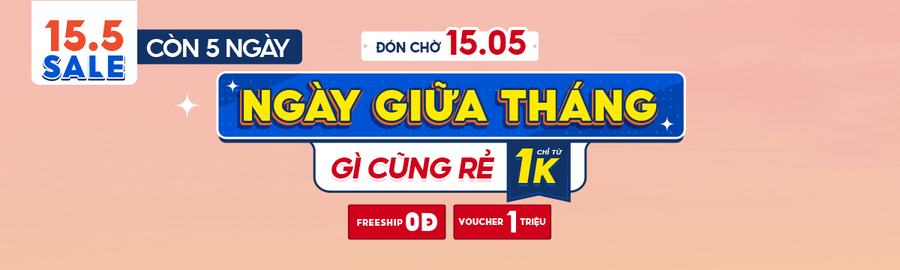 15.5
SALE
CÒN 5 NGÀY
ĐÓN CHỜ 15.05
NGÀY GIỮA THÁNG
GÌ CŨNG RẺ
CHỈ TỪ
1K
FREESHIP 0Đ
VOUCHER 1 TRIỆU